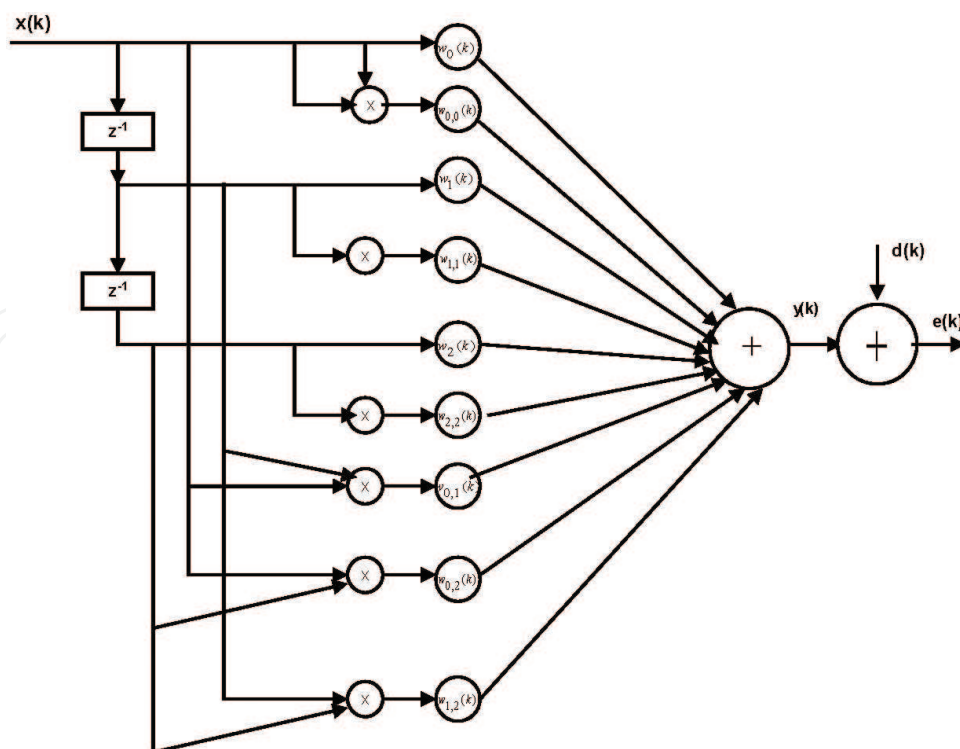 x(k)
w₀(k)
X
w₀,₀(k)
z⁻¹
w₁(k)
X
w₁,₁(k)
d(k)
z⁻¹
y(k)
e(k)
w₂(k)
+
+
X
w₂,₂(k)
X
w₀,₁(k)
X
w₀,₂(k)
X
w₁,₂(k)